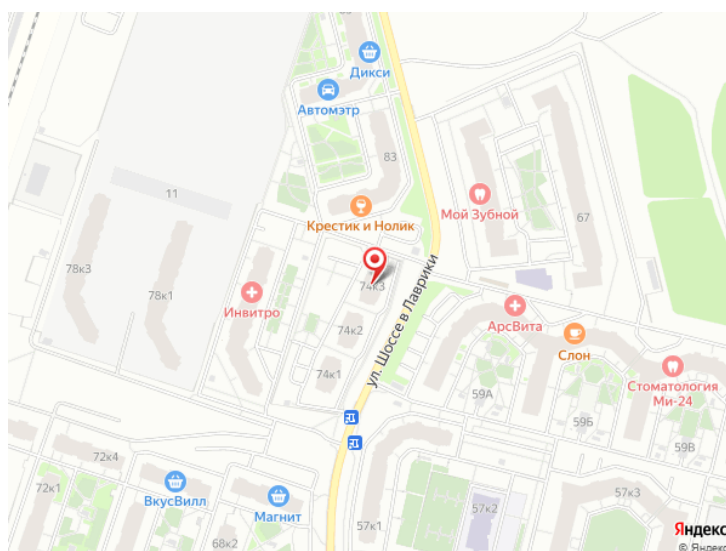 Дикси
Автомэтр
83
11
Крестик и Нолик
Мой Зубной
67
78к3
78к1
Инвитро
74к3
ул. Шоссе в Лаврики
АрсВита
74к2
Слон
74к1
59А
Стоматология
Ми-24
59Б
59В
72к4
72к1
ВкусВилл
Магнит
68к2
57к1
57к2
57к3
Яндекс
© Яндекс